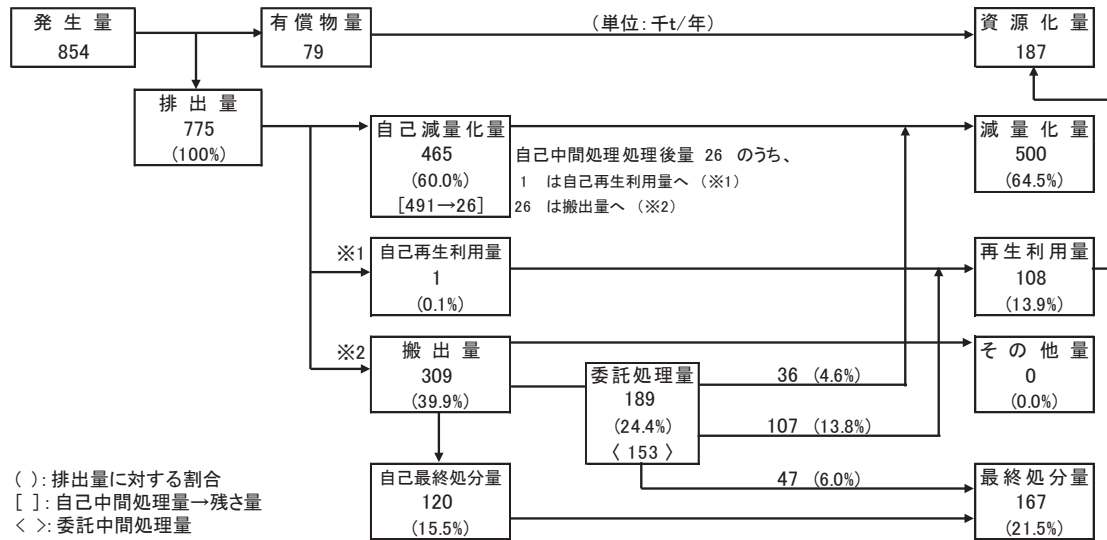 発生量
854
有償物量
79
(単位:千t/年)
資源化量
187
排出量
775
(100%)
自己減量化量
465
(60.0%)
[491→26]
自己中間処理処理後量 26 のうち、
1 は自己再生利用量へ (※1)
26 は搬出量へ (※2)
減量化量
500
(64.5%)
※1
自己再生利用量
1
(0.1%)
再生利用量
108
(13.9%)
※2
搬出量
309
(39.9%)
委託処理量
189
(24.4%)
〈 153 〉
36 (4.6%)
107 (13.8%)
47 (6.0%)
その他量
0
(0.0%)
自己最終処分量
120
(15.5%)
最終処分量
167
(21.5%)
( ):排出量に対する割合
[ ]:自己中間処理量→残さ量
< >:委託中間処理量